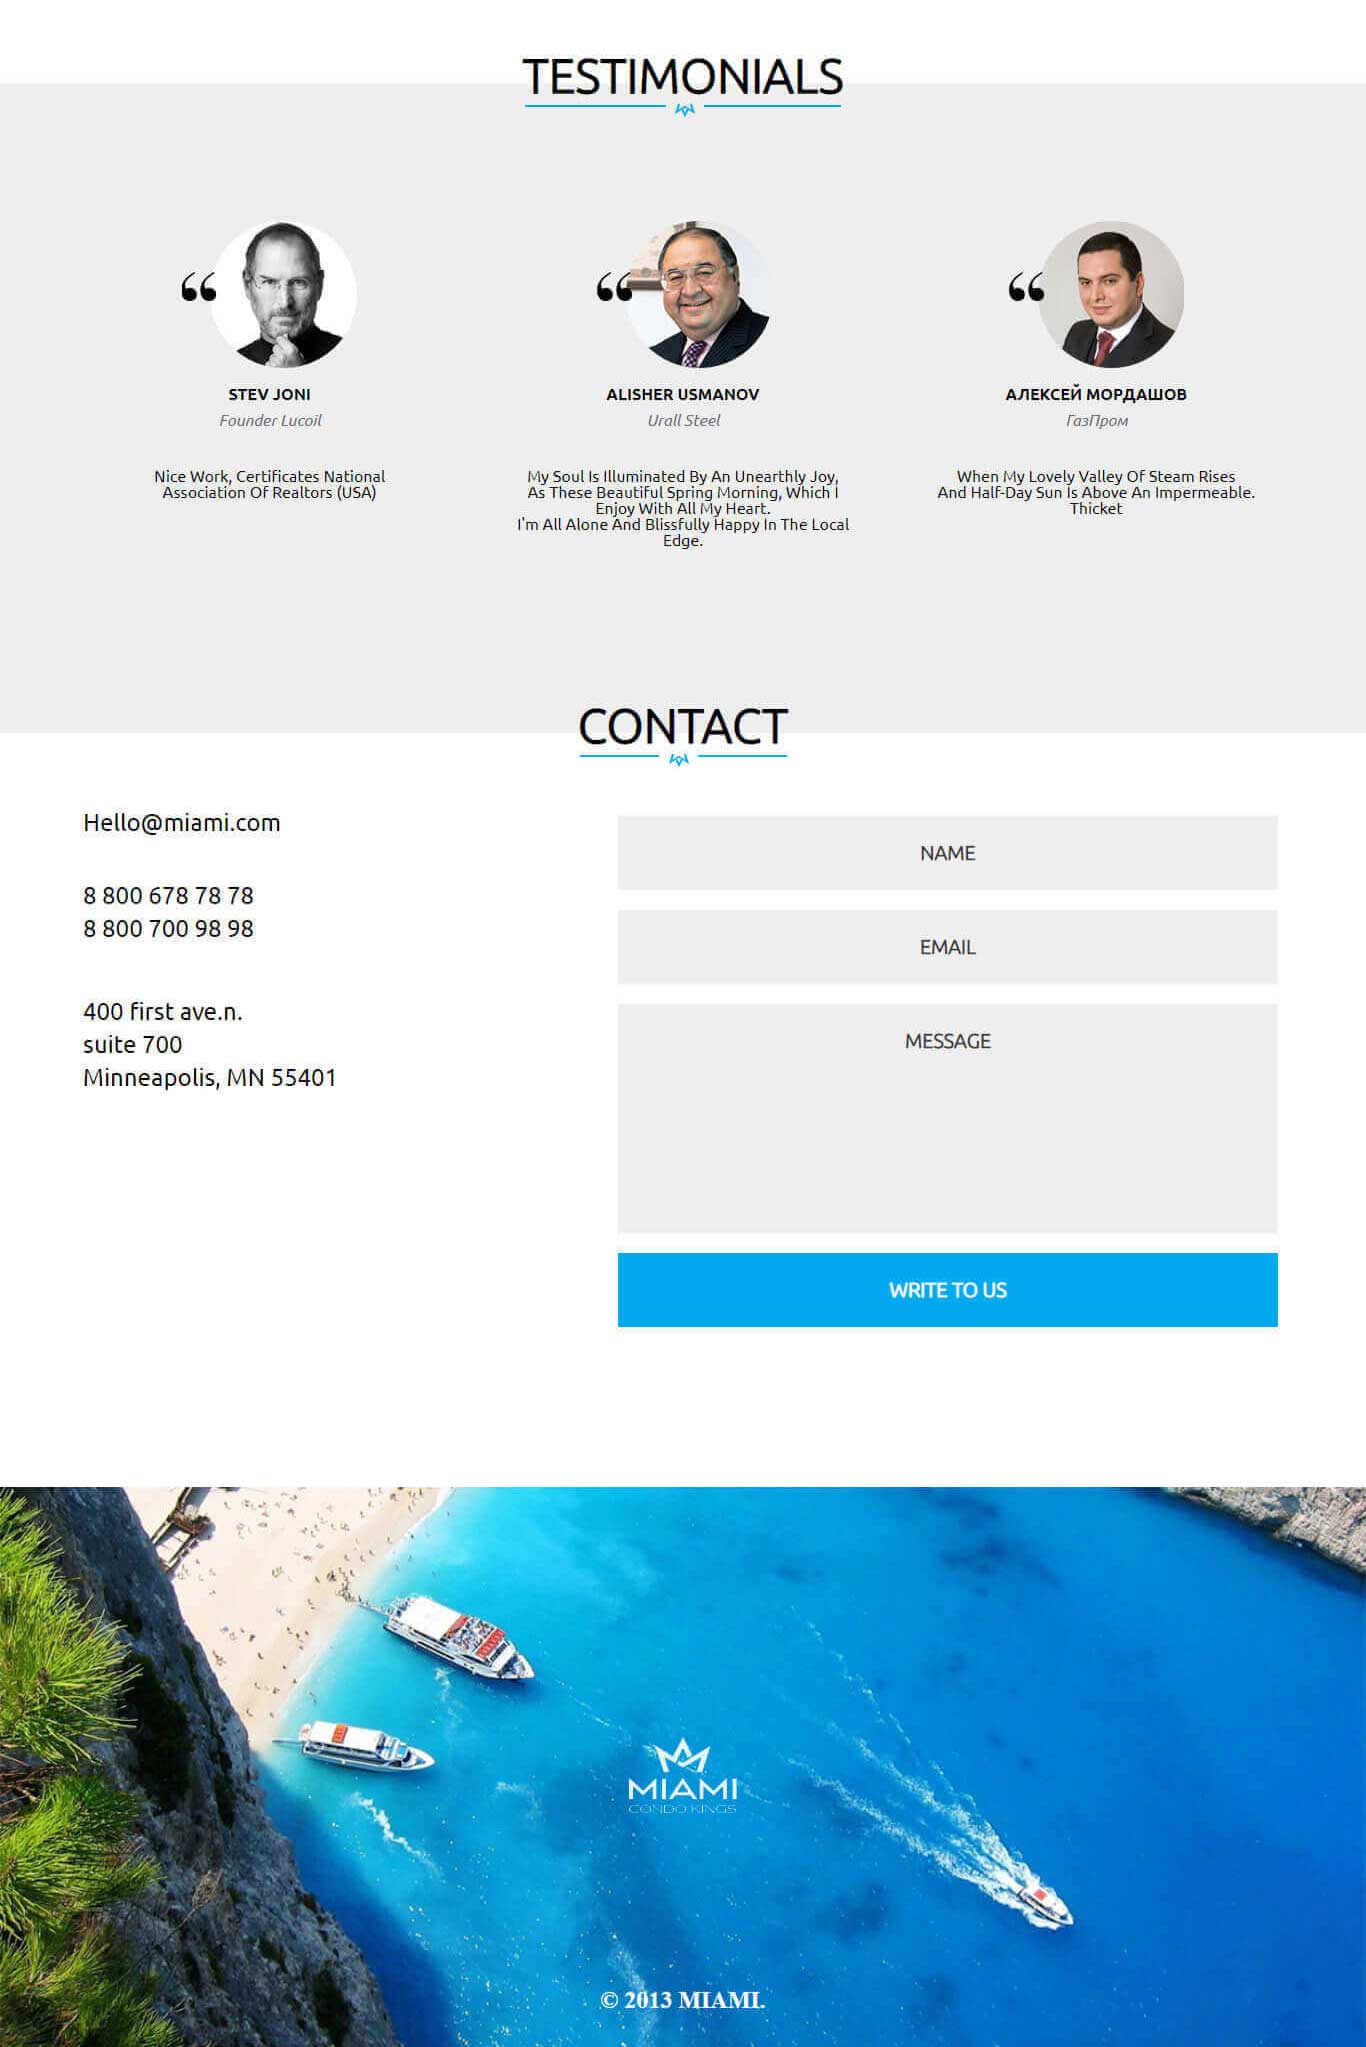 TESTIMONIALS
STEV JONI
Founder Lucoil
Nice Work, Certificates National
Association Of Realtors (USA)
ALISHER USMANOV
Urall Steel
My Soul Is Illuminated By An Unearthly Joy,
As These Beautiful Spring Morning, Which I
Enjoy With All My Heart.
I'm All Alone And Blissfully Happy In The Local
Edge.
АЛЕКСЕЙ МОРДАШОВ
ГазПром
When My Lovely Valley Of Steam Rises
And Half-Day Sun Is Above An Impermeable.
Thicket
CONTACT
Hello@miami.com
8 800 678 78 78
8 800 700 98 98
400 first ave.n.
suite 700
Minneapolis, MN 55401
NAME
EMAIL
MESSAGE
WRITE TO US
MIAMI
CONDO KINGS
© 2013 MIAMI.